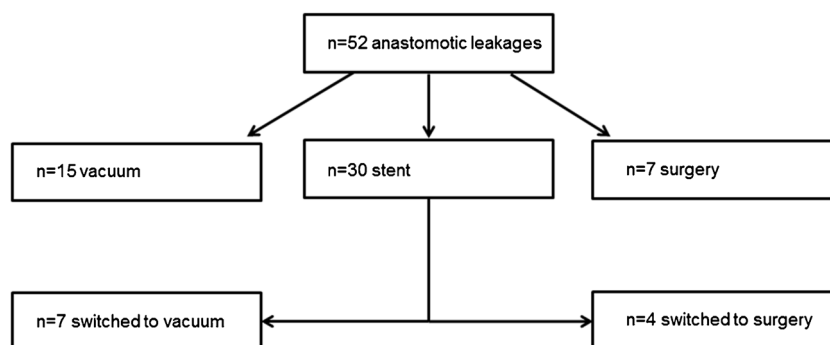 n=52 anastomotic leakages
n=15 vacuum
n=30 stent
n=7 surgery
n=7 switched to vacuum
n=4 switched to surgery